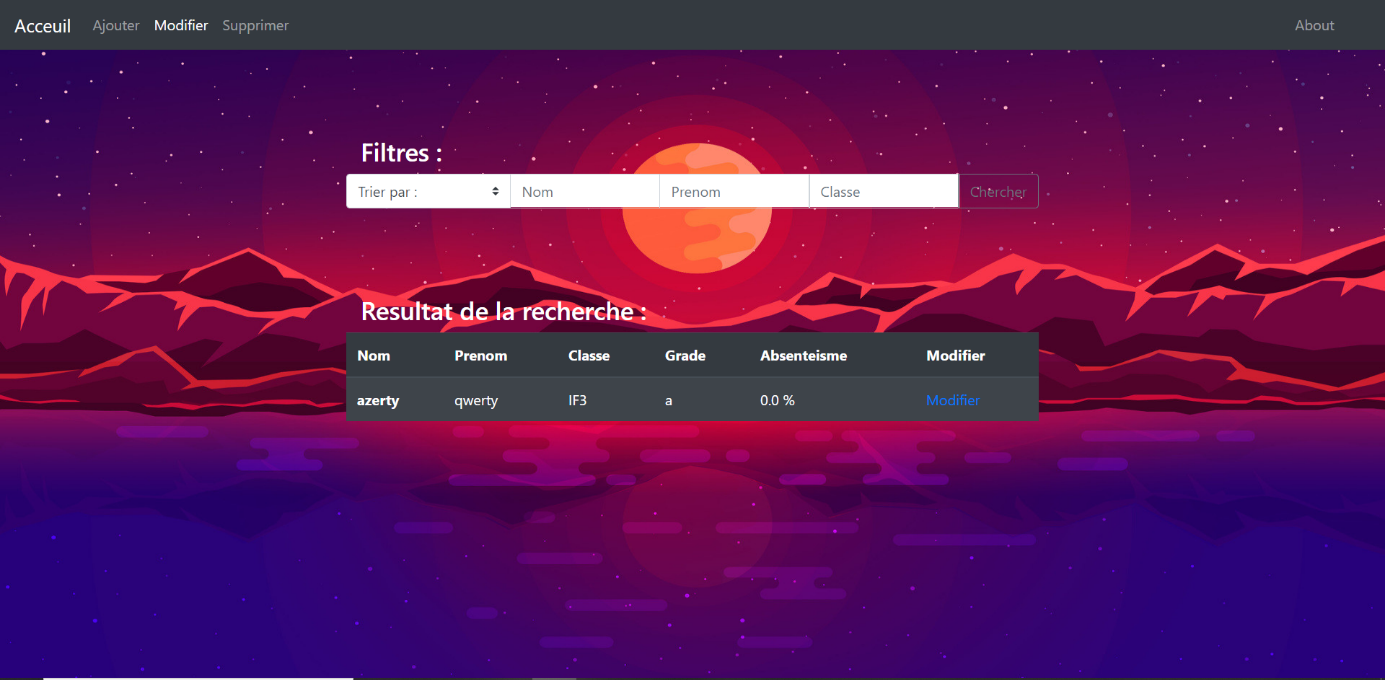 Acceuil Ajouter Modifier Supprimer About
Filtres :
Trier par : Nom Prenom Classe Chercher
Resultat de la recherche :
Nom Prenom Classe Grade Absenteisme Modifier
azerty qwerty IF3 a 0.0 % Modifier